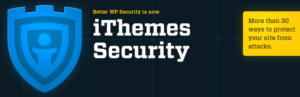 Better WP Security is now
iThemes
Security
More than 30
ways to protect
your site from
attacks.